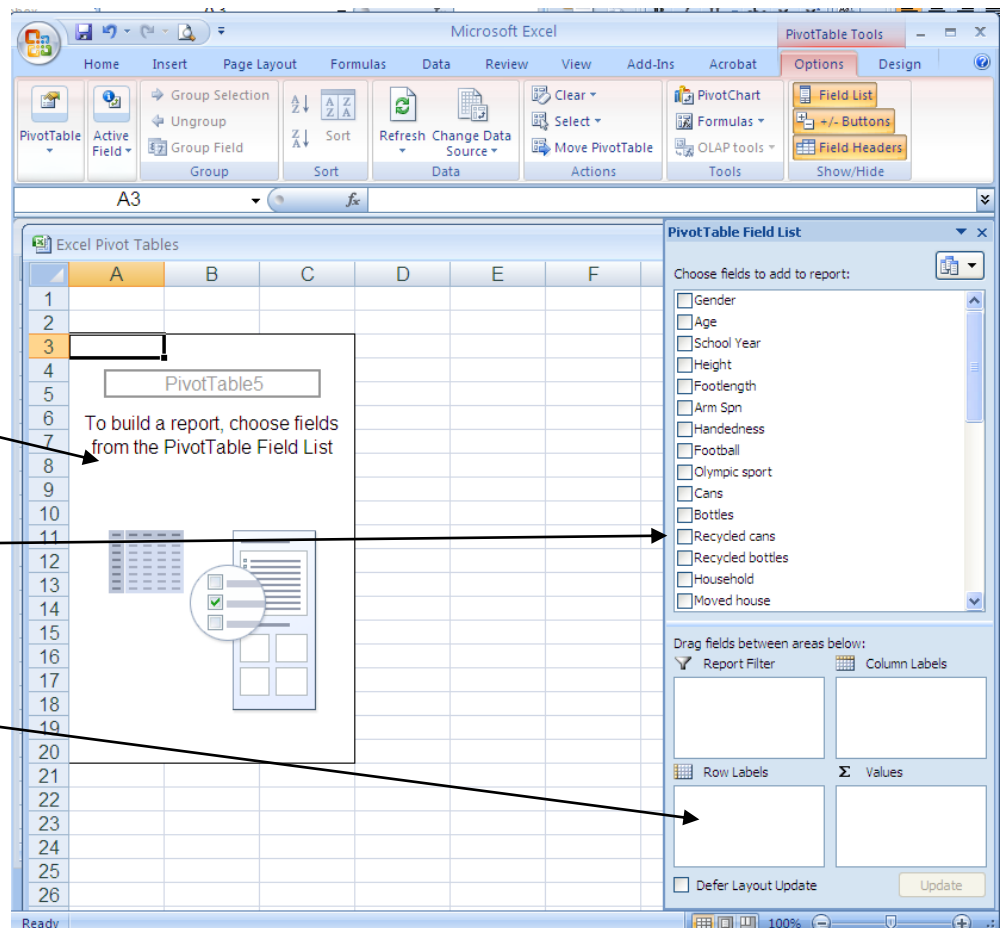 Microsoft Excel
PivotTable Tools
Home Insert Page Layout Formulas Data Review View Add-Ins Acrobat Options Design
PivotTable
Active Field
Group Selection
Ungroup
Group Field
Group
Sort
Sort
Refresh
Change Data Source
Data
Clear
Select
Move PivotTable
Actions
PivotChart
Formulas
OLAP tools
Tools
Field List
+/- Buttons
Field Headers
Show/Hide
A3
fx
Excel Pivot Tables
A B C D E F
1
2
3
4
5
6
7
8
9
10
11
12
13
14
15
16
17
18
19
20
21
22
23
24
25
26
PivotTable5
To build a report, choose fields
from the PivotTable Field List
PivotTable Field List
Choose fields to add to report:
Gender
Age
School Year
Height
Footlength
Arm Spn
Handedness
Football
Olympic sport
Cans
Bottles
Recycled cans
Recycled bottles
Household
Moved house
Drag fields between areas below:
Report Filter
Column Labels
Row Labels
Σ Values
Defer Layout Update
Update
Ready
100%